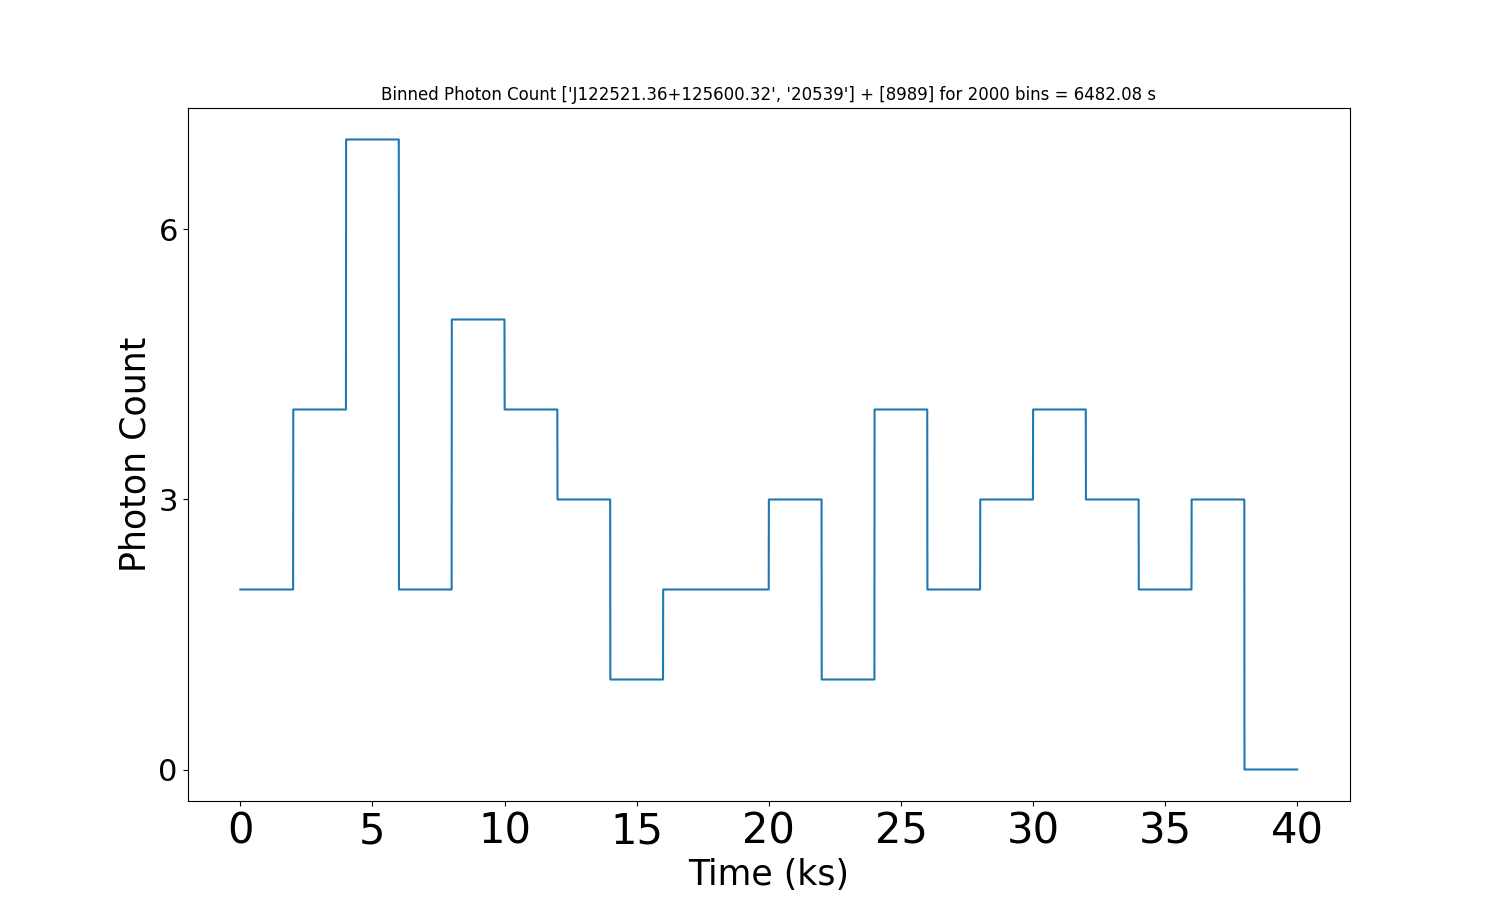 Binned Photon Count ['J122521.36+125600.32', '20539'] + [8989] for 2000 bins = 6482.08 s
6
3
0
Photon Count
0 5 10 15 20 25 30 35 40
Time (ks)